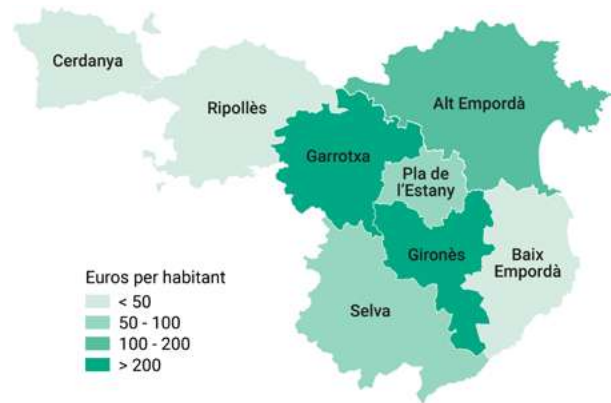 Cerdanya
Ripollès
Alt Empordà
Garrotxa
Pla de
l'Estany
Gironès
Baix
Empordà
Selva
Euros per habitant
< 50
50 - 100
100 - 200
> 200